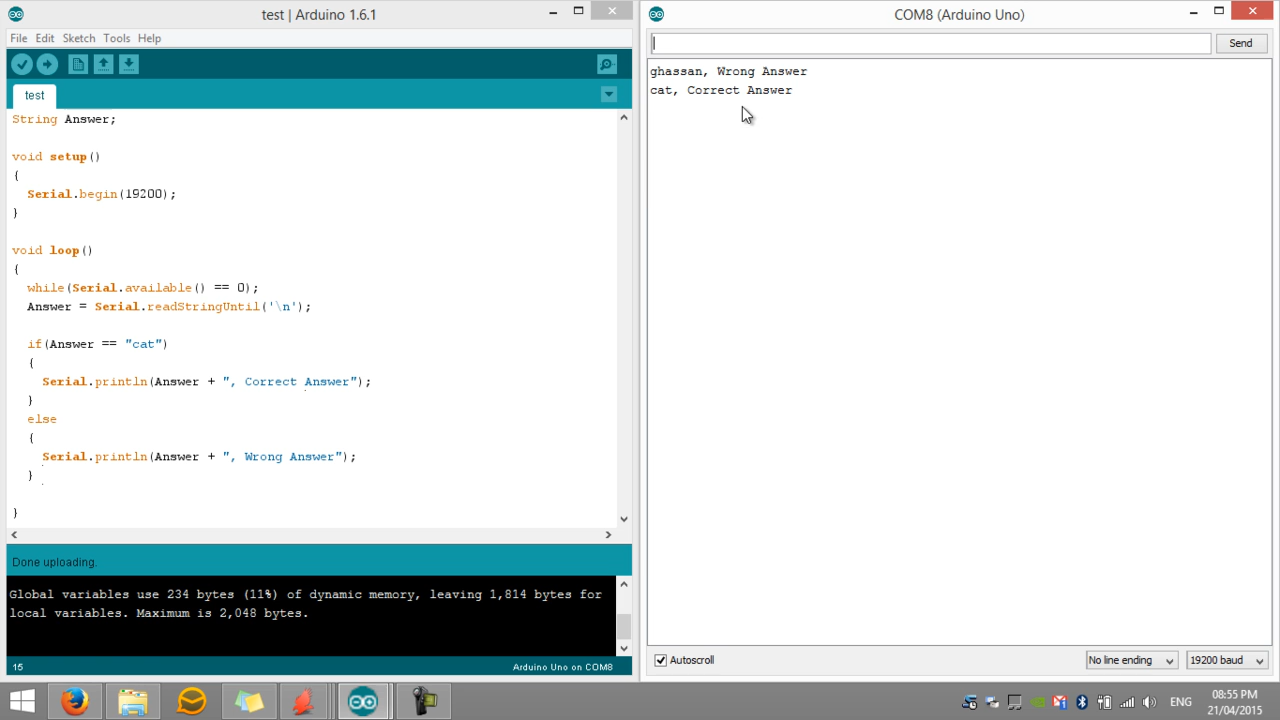 test | Arduino 1.6.1
File Edit Sketch Tools Help
test
String Answer;
void setup()
{
Serial.begin(19200);
}
void loop()
{
while(Serial.available() == 0);
Answer = Serial.readStringUntil('\n');
if(Answer == "cat")
{
Serial.println(Answer + ", Correct Answer");
}
else
{
Serial.println(Answer + ", Wrong Answer");
}
}
Done uploading.
Global variables use 234 bytes (11%) of dynamic memory, leaving 1,814 bytes for
local variables. Maximum is 2,048 bytes.
15
Arduino Uno on COM8
COM8 (Arduino Uno)
Send
ghassan, Wrong Answer
cat, Correct Answer
Autoscroll
No line ending
19200 baud
ENG
08:55 PM
21/04/2015